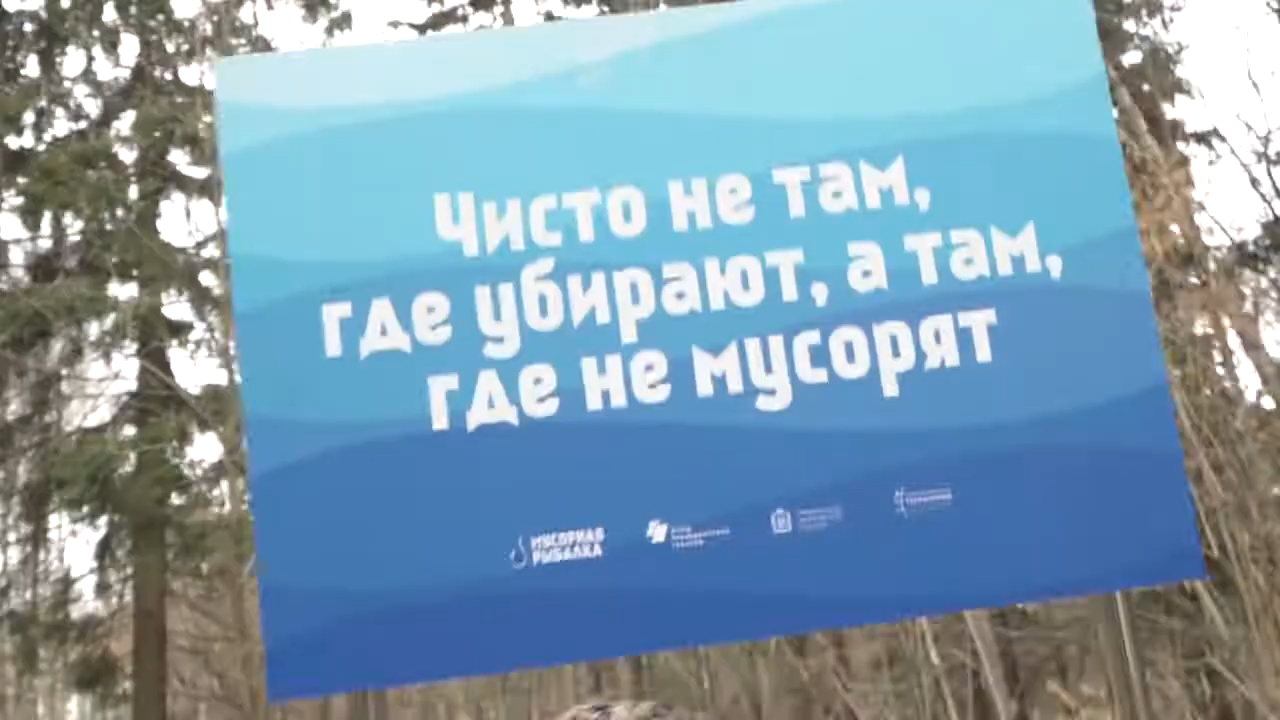 Чисто не там,
где убирают, а там,
где не мусорят
МУСОРНАЯ
РЫБАЛКА